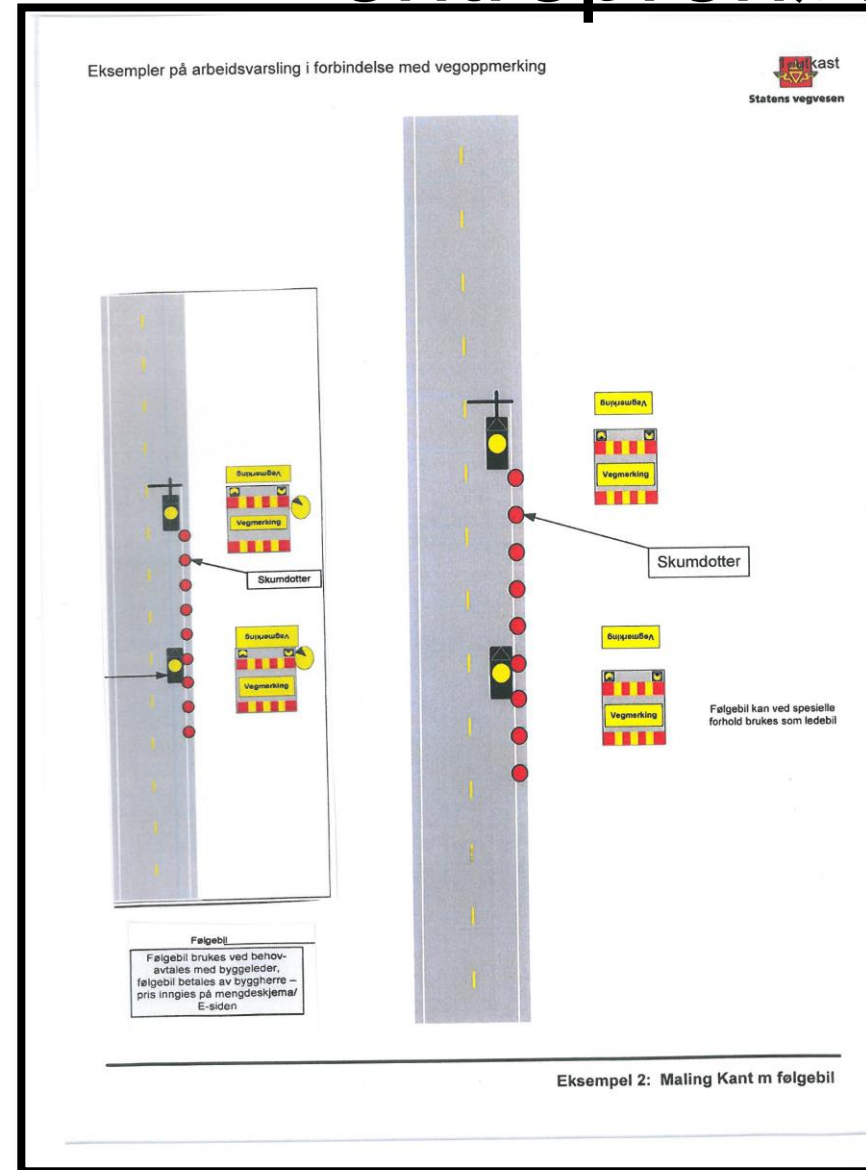 Eksempler på arbeidsvarsling i forbindelse med vegoppmerking
Statens vegvesen
Vegmerking
Vegmerking
Skumdotter
Vegmerking
Vegmerking
Vegmerking
Vegmerking
Skumdotter
Vegmerking
Vegmerking
Følgebil kan ved spesielle
forhold brukes som ledebil
Følgebil
Følgebil brukes ved behov-
avtales med byggeleder,
følgebil betales av byggherre –
pris inngies på mengdeskjema/
E-siden
Eksempel 2: Maling Kant m følgebil